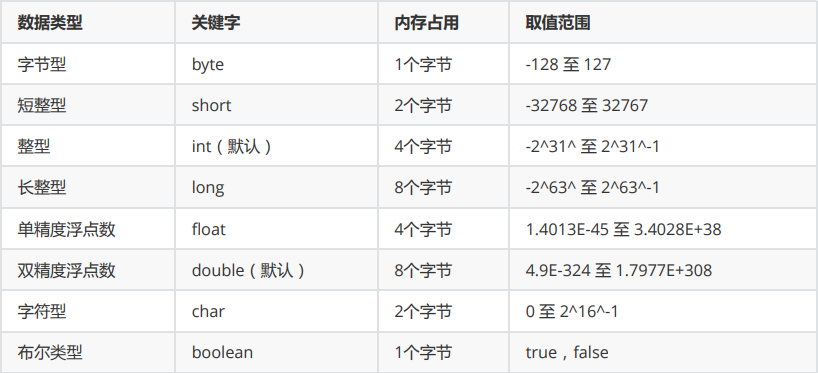 数据类型 关键字 内存占用 取值范围
字节型 byte 1个字节 -128 至 127
短整型 short 2个字节 -32768 至 32767
整型 int（默认） 4个字节 -2^31^ 至 2^31^-1
长整型 long 8个字节 -2^63^ 至 2^63^-1
单精度浮点数 float 4个字节 1.4013E-45 至 3.4028E+38
双精度浮点数 double（默认） 8个字节 4.9E-324 至 1.7977E+308
字符型 char 2个字节 0 至 2^16^-1
布尔类型 boolean 1个字节 true，false